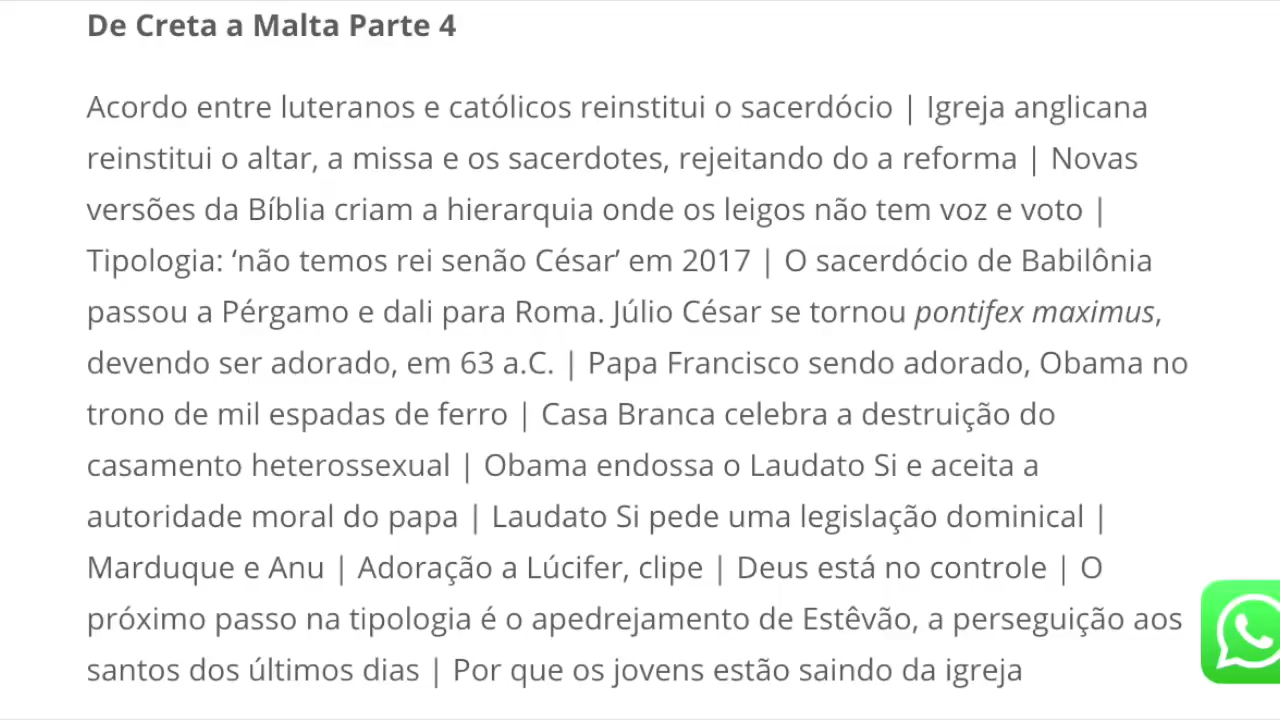 De Creta a Malta Parte 4
Acordo entre luteranos e católicos reinstitui o sacerdócio | Igreja anglicana
reinstitui o altar, a missa e os sacerdotes, rejeitando do a reforma | Novas
versões da Bíblia criam a hierarquia onde os leigos não tem voz e voto |
Tipologia: ‘não temos rei senão César’ em 2017 | O sacerdócio de Babilônia
passou a Pérgamo e dali para Roma. Júlio César se tornou pontifex maximus,
devendo ser adorado, em 63 a.C. | Papa Francisco sendo adorado, Obama no
trono de mil espadas de ferro | Casa Branca celebra a destruição do
casamento heterossexual | Obama endossa o Laudato Si e aceita a
autoridade moral do papa | Laudato Si pede uma legislação dominical |
Marduque e Anu | Adoração a Lúcifer, clipe | Deus está no controle | O
próximo passo na tipologia é o apedrejamento de Estêvão, a perseguição aos
santos dos últimos dias | Por que os jovens estão saindo da igreja